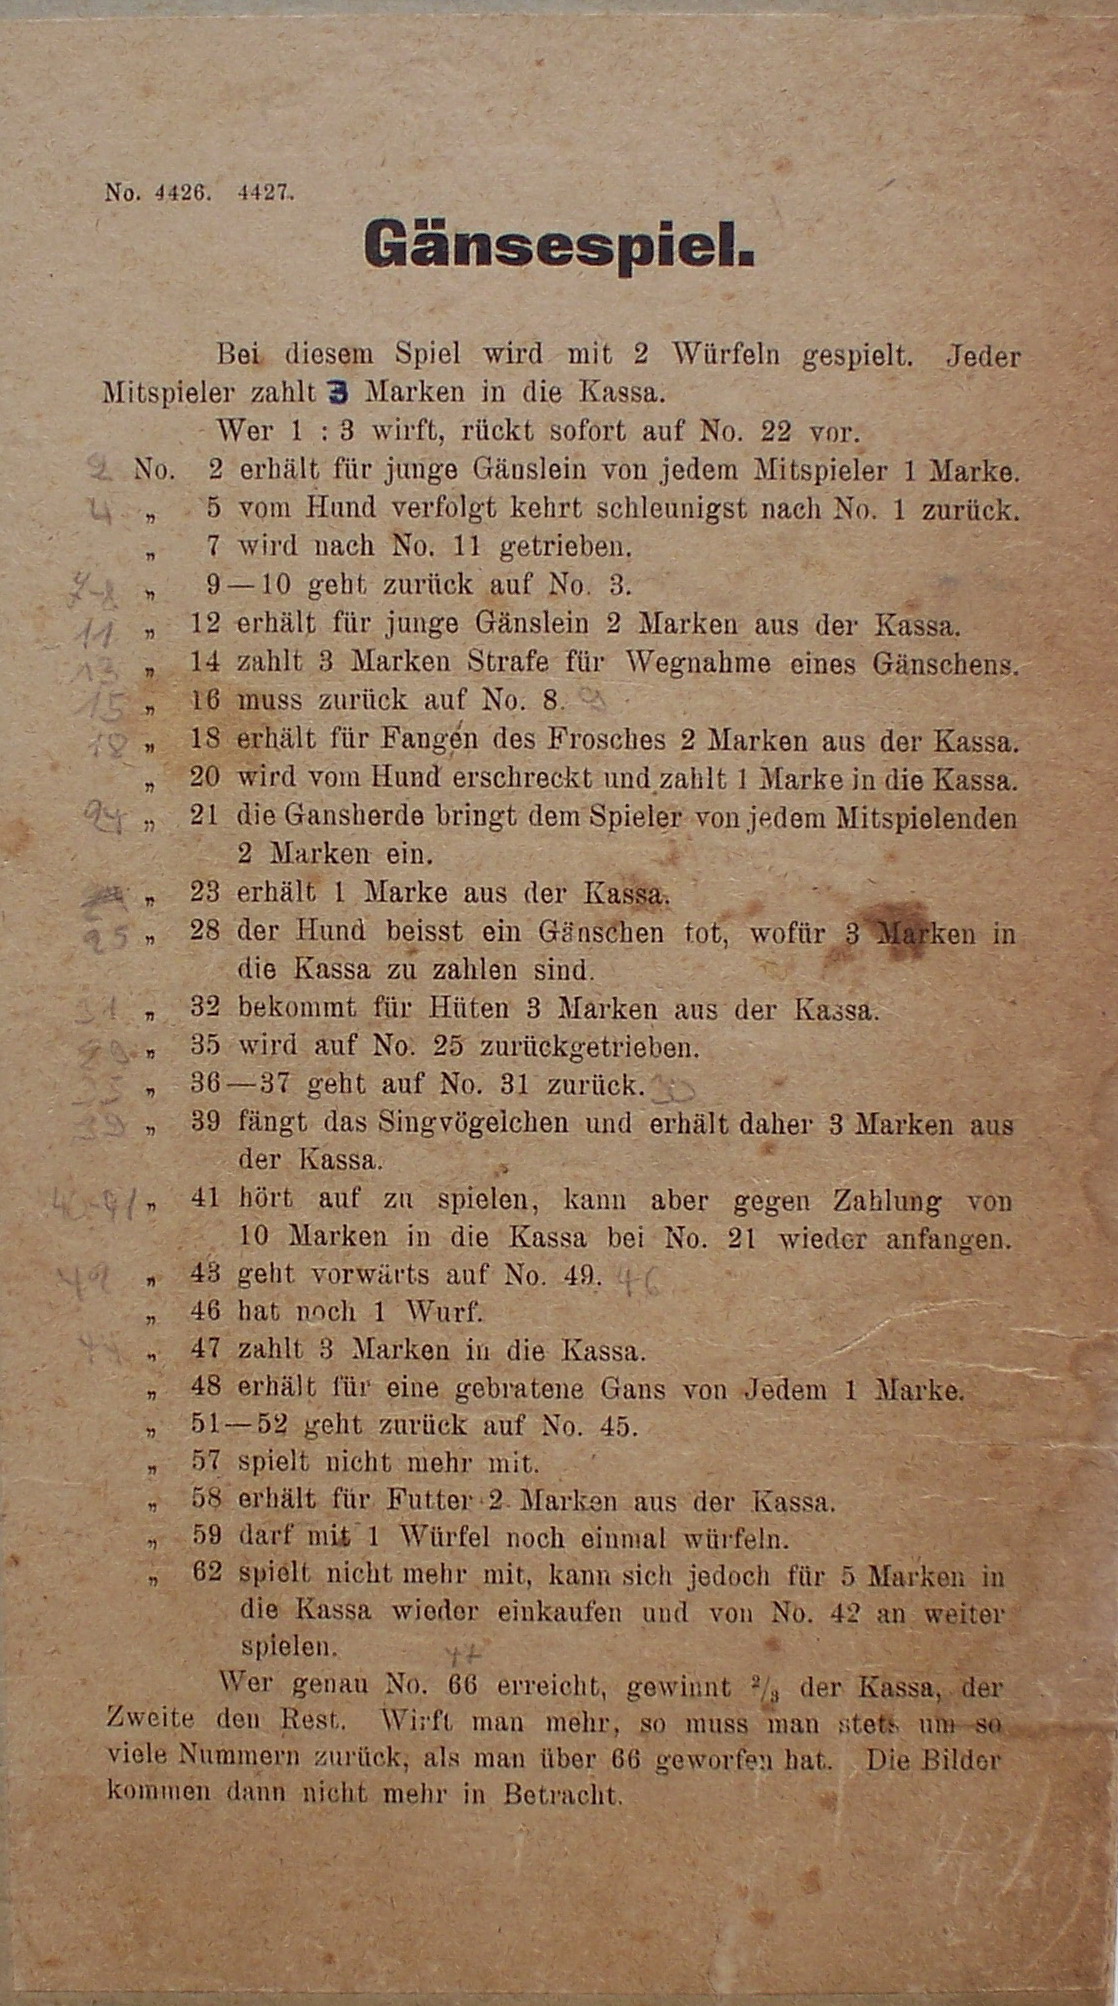 No. 4426. 4427.
Gänsespiel.
Bei diesem Spiel wird mit 2 Würfeln gespielt. Jeder
Mitspieler zahlt 3 Marken in die Kassa.
Wer 1 : 3 wirft, rückt sofort auf No. 22 vor.
2 No. 2 erhält für junge Gänslein von jedem Mitspieler 1 Marke.
4 „ 5 vom Hund verfolgt kehrt schleunigst nach No. 1 zurück.
„ 7 wird nach No. 11 getrieben.
7-8 „ 9—10 geht zurück auf No. 3.
11 „ 12 erhält für junge Gänslein 2 Marken aus der Kassa.
13 „ 14 zahlt 3 Marken Strafe für Wegnahme eines Gänschens.
15 „ 16 muss zurück auf No. 8. 9
18 „ 18 erhält für Fangen des Frosches 2 Marken aus der Kassa.
„ 20 wird vom Hund erschreckt und zahlt 1 Marke in die Kassa.
24 „ 21 die Gansherde bringt dem Spieler von jedem Mitspielenden
2 Marken ein.
„ 23 erhält 1 Marke aus der Kassa.
25 „ 28 der Hund beisst ein Gänschen tot, wofür 3 Marken in
die Kassa zu zahlen sind.
31 „ 32 bekommt für Hüten 3 Marken aus der Kassa.
„ 35 wird auf No. 25 zurückgetrieben.
„ 36—37 geht auf No. 31 zurück. 30
39 „ 39 fängt das Singvögelchen und erhält daher 3 Marken aus
der Kassa.
„ 41 hört auf zu spielen, kann aber gegen Zahlung von
10 Marken in die Kassa bei No. 21 wieder anfangen.
„ 43 geht vorwärts auf No. 49. 46
„ 46 hat noch 1 Wurf.
„ 47 zahlt 3 Marken in die Kassa.
„ 48 erhält für eine gebratene Gans von Jedem 1 Marke.
„ 51—52 geht zurück auf No. 45.
„ 57 spielt nicht mehr mit.
„ 58 erhält für Futter 2 Marken aus der Kassa.
„ 59 darf mit 1 Würfel noch einmal würfeln.
„ 62 spielt nicht mehr mit, kann sich jedoch für 5 Marken in
die Kassa wieder einkaufen und von No. 42 an weiter
spielen.
Wer genau No. 66 erreicht, gewinnt 2/3 der Kassa, der
Zweite den Rest. Wirft man mehr, so muss man stets um so
viele Nummern zurück, als man über 66 geworfen hat. Die Bilder
kommen dann nicht mehr in Betracht.